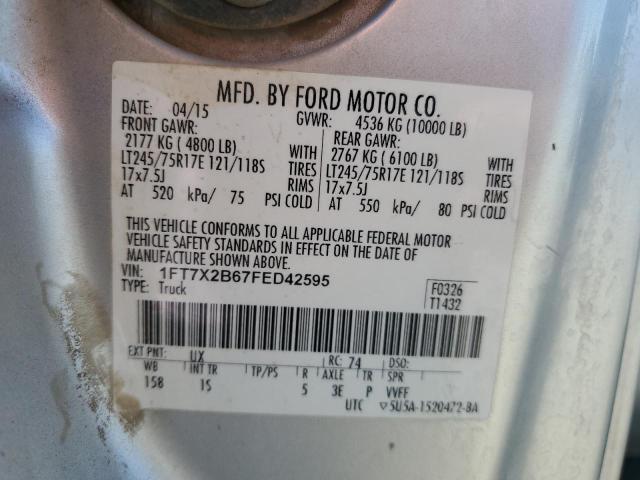 MFD. BY FORD MOTOR CO.
DATE: 04/15 GVWR: 4536 KG (10000 LB)
FRONT GAWR: REAR GAWR:
2177 KG ( 4800 LB) WITH 2767 KG ( 6100 LB) WITH
LT245/75R17E 121/118S TIRES LT245/75R17E 121/118S TIRES
17x7.5J RIMS 17x7.5J RIMS
AT 520 kPa/ 75 PSI COLD AT 550 kPa/ 80 PSI COLD
THIS VEHICLE CONFORMS TO ALL APPLICABLE FEDERAL MOTOR
VEHICLE SAFETY STANDARDS IN EFFECT ON THE DATE OF
MANUFACTURE SHOWN ABOVE.
VIN: 1FT7X2B67FED42595 F0326
TYPE: Truck T1432
EXT PNT: UX RC: 74 DSO:
WB INT TR TP/PS R AXLE TR SPR
158 1S 5 3E P VVFF
UTC ▽5U5A-1520472-BA